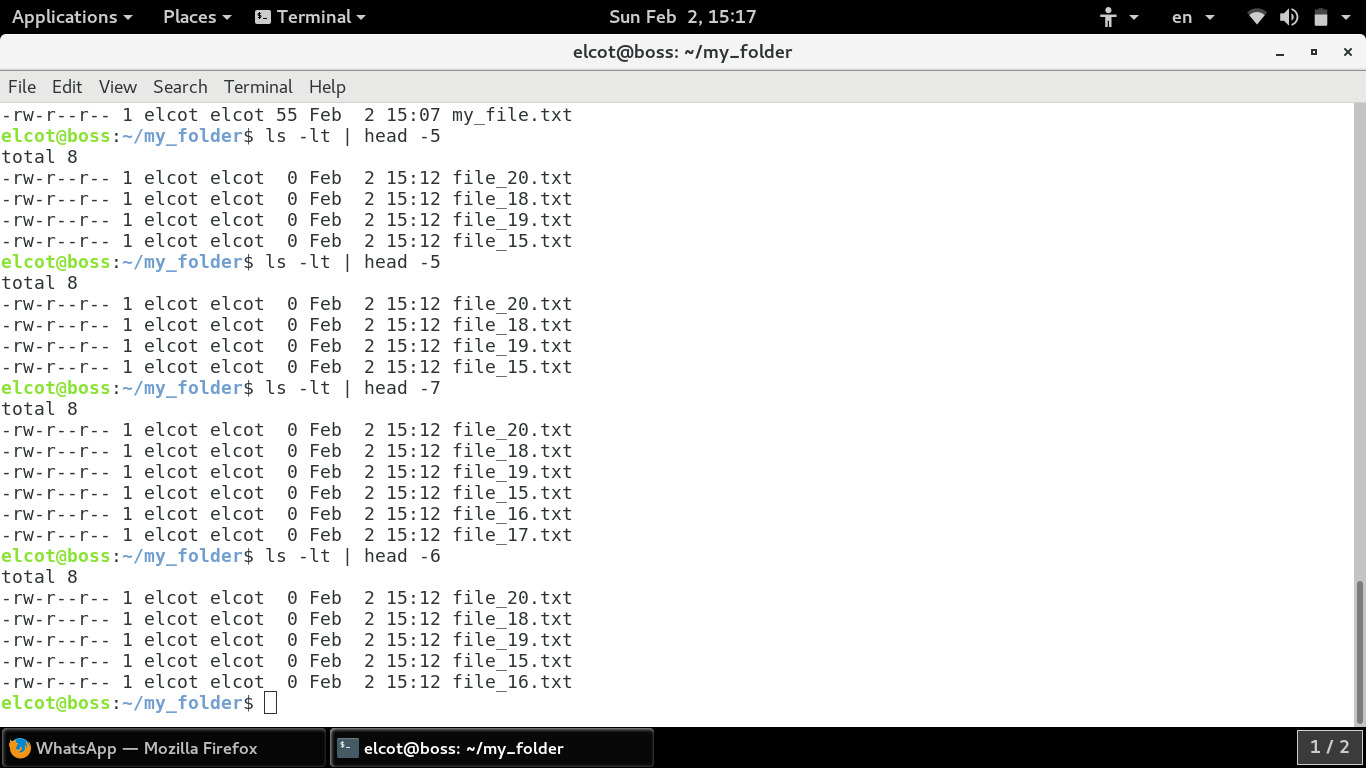 Applications Places Terminal Sun Feb  2, 15:17 en
elcot@boss: ~/my_folder
File Edit View Search Terminal Help
-rw-r--r-- 1 elcot elcot 55 Feb  2 15:07 my_file.txt
elcot@boss:~/my_folder$ ls -lt | head -5
total 8
-rw-r--r-- 1 elcot elcot  0 Feb  2 15:12 file_20.txt
-rw-r--r-- 1 elcot elcot  0 Feb  2 15:12 file_18.txt
-rw-r--r-- 1 elcot elcot  0 Feb  2 15:12 file_19.txt
-rw-r--r-- 1 elcot elcot  0 Feb  2 15:12 file_15.txt
elcot@boss:~/my_folder$ ls -lt | head -5
total 8
-rw-r--r-- 1 elcot elcot  0 Feb  2 15:12 file_20.txt
-rw-r--r-- 1 elcot elcot  0 Feb  2 15:12 file_18.txt
-rw-r--r-- 1 elcot elcot  0 Feb  2 15:12 file_19.txt
-rw-r--r-- 1 elcot elcot  0 Feb  2 15:12 file_15.txt
elcot@boss:~/my_folder$ ls -lt | head -7
total 8
-rw-r--r-- 1 elcot elcot  0 Feb  2 15:12 file_20.txt
-rw-r--r-- 1 elcot elcot  0 Feb  2 15:12 file_18.txt
-rw-r--r-- 1 elcot elcot  0 Feb  2 15:12 file_19.txt
-rw-r--r-- 1 elcot elcot  0 Feb  2 15:12 file_15.txt
-rw-r--r-- 1 elcot elcot  0 Feb  2 15:12 file_16.txt
-rw-r--r-- 1 elcot elcot  0 Feb  2 15:12 file_17.txt
elcot@boss:~/my_folder$ ls -lt | head -6
total 8
-rw-r--r-- 1 elcot elcot  0 Feb  2 15:12 file_20.txt
-rw-r--r-- 1 elcot elcot  0 Feb  2 15:12 file_18.txt
-rw-r--r-- 1 elcot elcot  0 Feb  2 15:12 file_19.txt
-rw-r--r-- 1 elcot elcot  0 Feb  2 15:12 file_15.txt
-rw-r--r-- 1 elcot elcot  0 Feb  2 15:12 file_16.txt
elcot@boss:~/my_folder$
WhatsApp — Mozilla Firefox elcot@boss: ~/my_folder 1 / 2